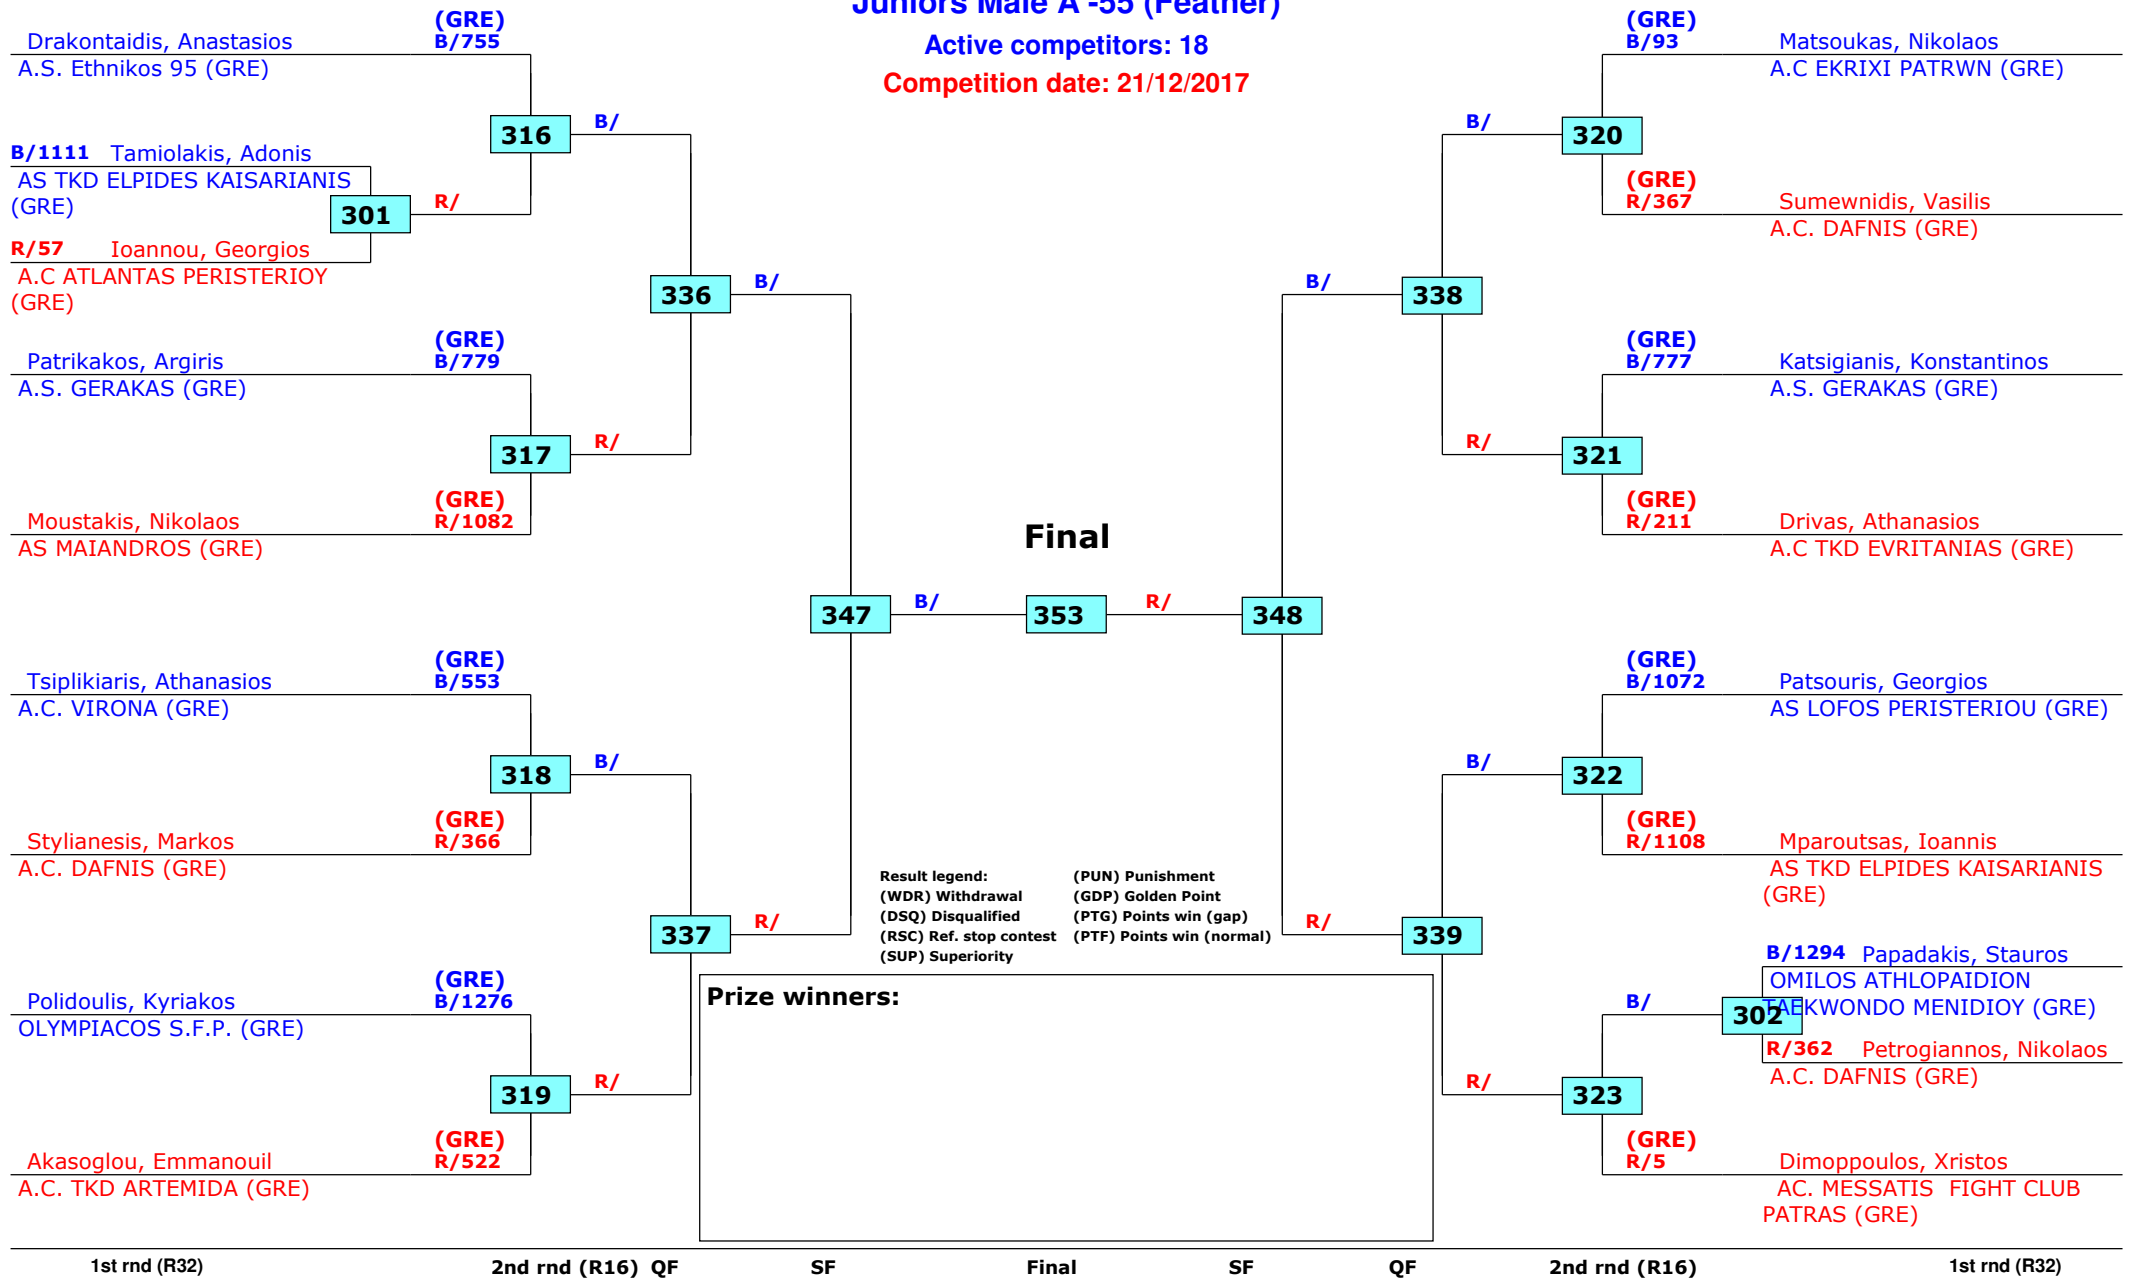 Juniors Male A -55 (Feather)
Active competitors: 18
Competition date: 21/12/2017
(GRE)
Drakontaidis, Anastasios B/755
A.S. Ethnikos 95 (GRE)
316 B/
B/1111 Tamiolakis, Adonis
AS TKD ELPIDES KAISARIANIS
(GRE)
301 R/
R/57 Ioannou, Georgios
A.C ATLANTAS PERISTERIOY
(GRE)
336 B/
(GRE)
Patrikakos, Argiris B/779
A.S. GERAKAS (GRE)
317 R/
(GRE)
Moustakis, Nikolaos R/1082
AS MAIANDROS (GRE)
(GRE)
Tsiplikiaris, Athanasios B/553
A.C. VIRONA (GRE)
318 B/
(GRE)
Stylianesis, Markos R/366
A.C. DAFNIS (GRE)
337 R/
(GRE)
Polidoulis, Kyriakos B/1276
OLYMPIACOS S.F.P. (GRE)
319 R/
(GRE)
Akasoglou, Emmanouil R/522
A.C. TKD ARTEMIDA (GRE)
Final
347 B/ 353 R/ 348
(GRE)
B/93 Matsoukas, Nikolaos
A.C EKRIXI PATRWN (GRE)
B/ 320
(GRE)
R/367 Sumewnidis, Vasilis
A.C. DAFNIS (GRE)
B/ 338
(GRE)
B/777 Katsigianis, Konstantinos
A.S. GERAKAS (GRE)
R/ 321
(GRE)
R/211 Drivas, Athanasios
A.C TKD EVRITANIAS (GRE)
(GRE)
B/1072 Patsouris, Georgios
AS LOFOS PERISTERIOU (GRE)
B/ 322
(GRE)
R/1108 Mparoutsas, Ioannis
AS TKD ELPIDES KAISARIANIS
(GRE)
R/ 339
B/1294 Papadakis, Stauros
OMILOS ATHLOPAIDION
TAEKWONDO MENIDIOY (GRE)
B/ 302
R/362 Petrogiannos, Nikolaos
A.C. DAFNIS (GRE)
R/ 323
(GRE)
R/5 Dimoppoulos, Xristos
AC. MESSATIS FIGHT CLUB
PATRAS (GRE)
Result legend: (PUN) Punishment
(WDR) Withdrawal (GDP) Golden Point
(DSQ) Disqualified (PTG) Points win (gap)
(RSC) Ref. stop contest (PTF) Points win (normal)
(SUP) Superiority
Prize winners:
1st rnd (R32) 2nd rnd (R16) QF SF Final SF QF 2nd rnd (R16) 1st rnd (R32)